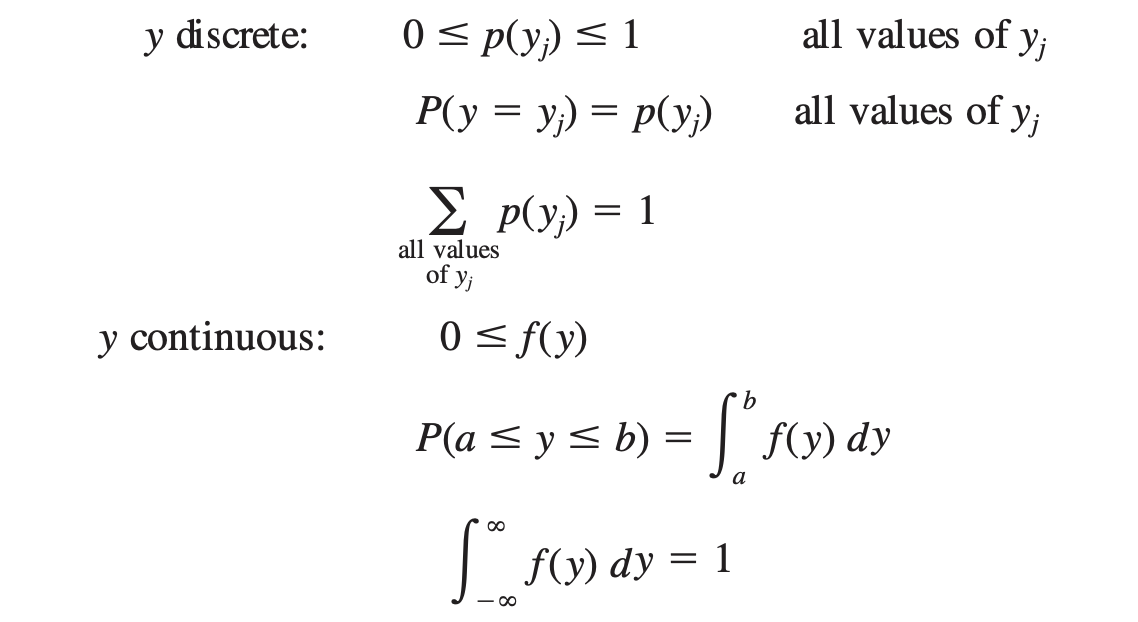 y discrete: 0 ≤ p(y_j) ≤ 1 all values of y_j
P(y = y_j) = p(y_j) all values of y_j
∑ p(y_j) = 1
all values
of y_j
y continuous: 0 ≤ f(y)
P(a ≤ y ≤ b) = ∫_a^b f(y) dy
∫_{-∞}^{∞} f(y) dy = 1